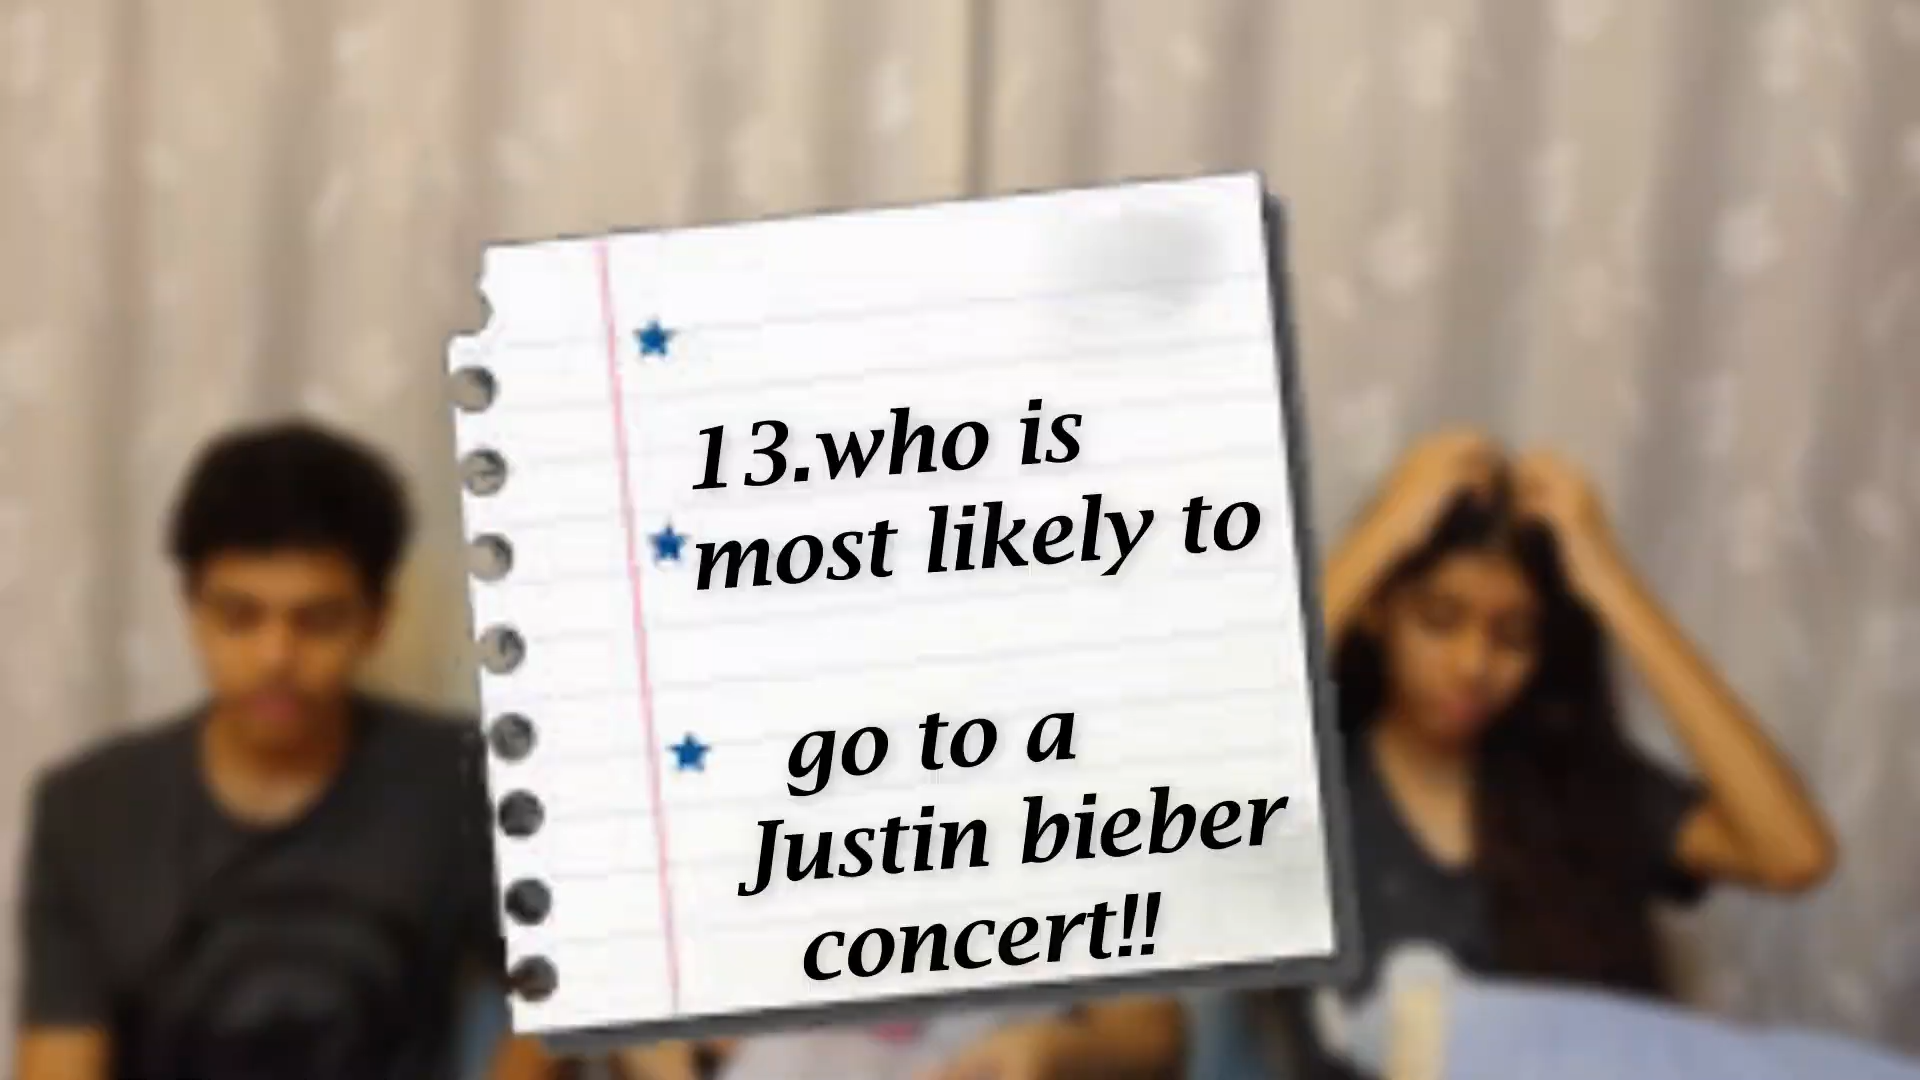 13.who is
most likely to
go to a
Justin bieber
concert!!